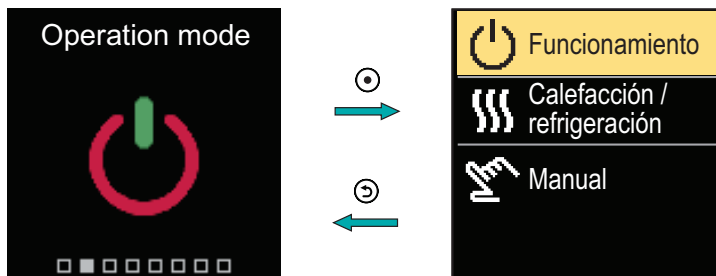 Operation mode
Funcionamiento
Calefacción /
refrigeración
Manual